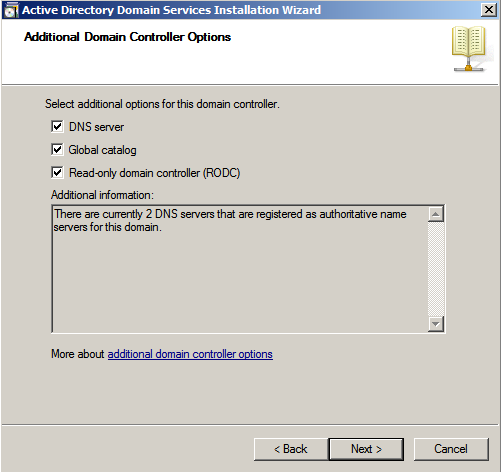 Active Directory Domain Services Installation Wizard
Additional Domain Controller Options
Select additional options for this domain controller.
DNS server
Global catalog
Read-only domain controller (RODC)
Additional information:
There are currently 2 DNS servers that are registered as authoritative name
servers for this domain.
More about additional domain controller options
< Back Next > Cancel